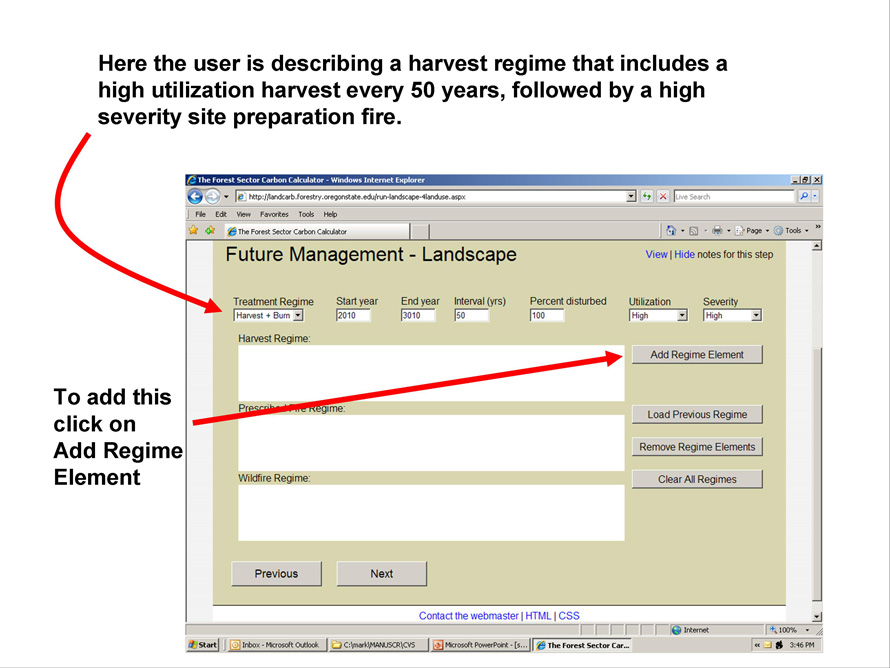 Here the user is describing a harvest regime that includes a
high utilization harvest every 50 years, followed by a high
severity site preparation fire.
The Forest Sector Carbon Calculator - Windows Internet Explorer
http://landcarb.forestry.oregonstate.edu/run-landscape-4landuse.aspx
Live Search
File Edit View Favorites Tools Help
The Forest Sector Carbon Calculator
Page Tools »
Future Management - Landscape
View | Hide notes for this step
Treatment Regime Start year End year Interval (yrs) Percent disturbed Utilization Severity
Harvest + Burn 2010 3010 50 100 High High
Harvest Regime:
Add Regime Element
To add this
click on
Add Regime
Element
Prescribed Fire Regime:
Load Previous Regime
Remove Regime Elements
Wildfire Regime:
Clear All Regimes
Previous Next
Contact the webmaster | HTML | CSS
Internet 100%
Start Inbox - Microsoft Outlook C:\mark\MANUSCR\CVS Microsoft PowerPoint - [s... The Forest Sector Car... « 3:46 PM